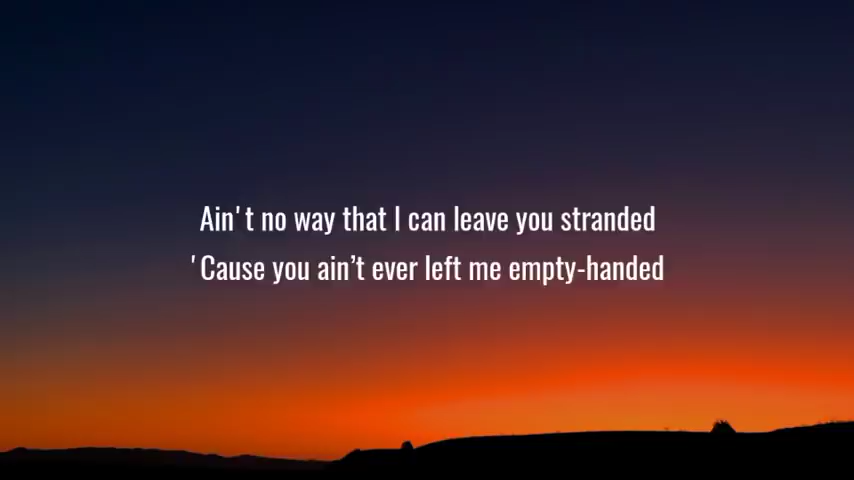 Ain't no way that I can leave you stranded
'Cause you ain’t ever left me empty-handed